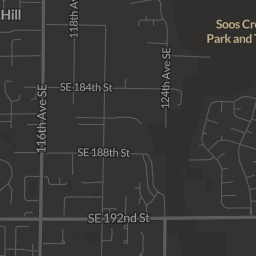 Hill
118th Ave SE
Soos Cr
Park and T
SE 184th St
124th Ave SE
116th Ave SE
SE 188th St
SE 192nd St